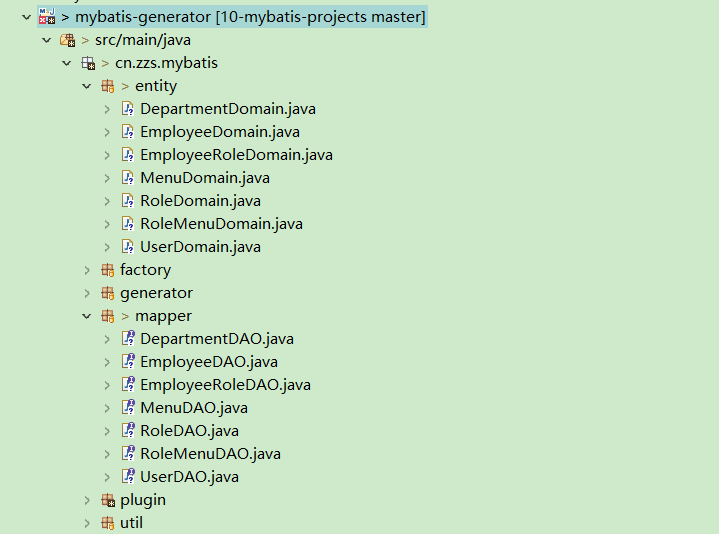 > mybatis-generator [10-mybatis-projects master]
> src/main/java
> cn.zzs.mybatis
> entity
DepartmentDomain.java
EmployeeDomain.java
EmployeeRoleDomain.java
MenuDomain.java
RoleDomain.java
RoleMenuDomain.java
UserDomain.java
factory
generator
> mapper
DepartmentDAO.java
EmployeeDAO.java
EmployeeRoleDAO.java
MenuDAO.java
RoleDAO.java
RoleMenuDAO.java
UserDAO.java
plugin
util